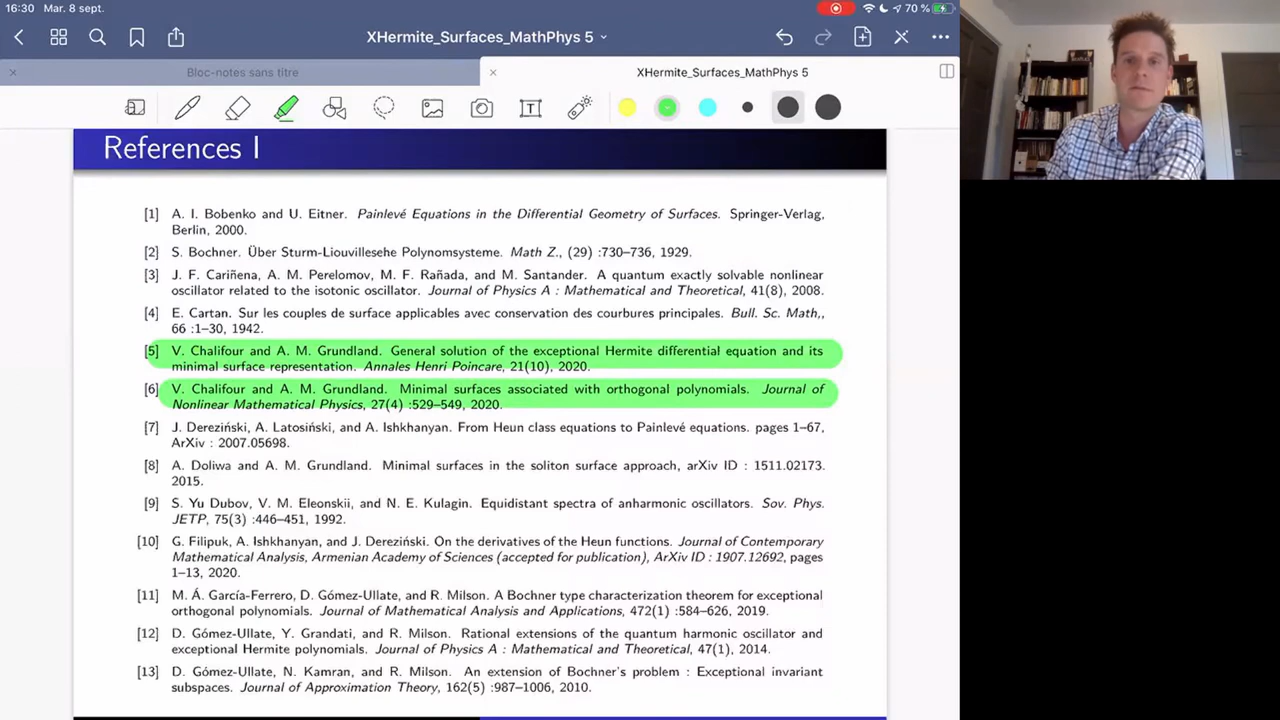 16:30 Mar. 8 sept.
70 %
XHermite_Surfaces_MathPhys 5
Bloc-notes sans titre
XHermite_Surfaces_MathPhys 5
References I
[1] A. I. Bobenko and U. Eitner. Painlevé Equations in the Differential Geometry of Surfaces. Springer-Verlag,
Berlin, 2000.
[2] S. Bochner. Über Sturm-Liouvillesehe Polynomsysteme. Math Z., (29) :730–736, 1929.
[3] J. F. Cariñena, A. M. Perelomov, M. F. Rañada, and M. Santander. A quantum exactly solvable nonlinear
oscillator related to the isotonic oscillator. Journal of Physics A : Mathematical and Theoretical, 41(8), 2008.
[4] E. Cartan. Sur les couples de surface applicables avec conservation des courbures principales. Bull. Sc. Math,,
66 :1–30, 1942.
[5] V. Chalifour and A. M. Grundland. General solution of the exceptional Hermite differential equation and its
minimal surface representation. Annales Henri Poincare, 21(10), 2020.
[6] V. Chalifour and A. M. Grundland. Minimal surfaces associated with orthogonal polynomials. Journal of
Nonlinear Mathematical Physics, 27(4) :529–549, 2020.
[7] J. Dereziński, A. Latosiński, and A. Ishkhanyan. From Heun class equations to Painlevé equations. pages 1–67,
ArXiv : 2007.05698.
[8] A. Doliwa and A. M. Grundland. Minimal surfaces in the soliton surface approach, arXiv ID : 1511.02173.
2015.
[9] S. Yu Dubov, V. M. Eleonskii, and N. E. Kulagin. Equidistant spectra of anharmonic oscillators. Sov. Phys.
JETP, 75(3) :446–451, 1992.
[10] G. Filipuk, A. Ishkhanyan, and J. Dereziński. On the derivatives of the Heun functions. Journal of Contemporary
Mathematical Analysis, Armenian Academy of Sciences (accepted for publication), ArXiv ID : 1907.12692, pages
1–13, 2020.
[11] M. Á. García-Ferrero, D. Gómez-Ullate, and R. Milson. A Bochner type characterization theorem for exceptional
orthogonal polynomials. Journal of Mathematical Analysis and Applications, 472(1) :584–626, 2019.
[12] D. Gómez-Ullate, Y. Grandati, and R. Milson. Rational extensions of the quantum harmonic oscillator and
exceptional Hermite polynomials. Journal of Physics A : Mathematical and Theoretical, 47(1), 2014.
[13] D. Gómez-Ullate, N. Kamran, and R. Milson. An extension of Bochner's problem : Exceptional invariant
subspaces. Journal of Approximation Theory, 162(5) :987–1006, 2010.